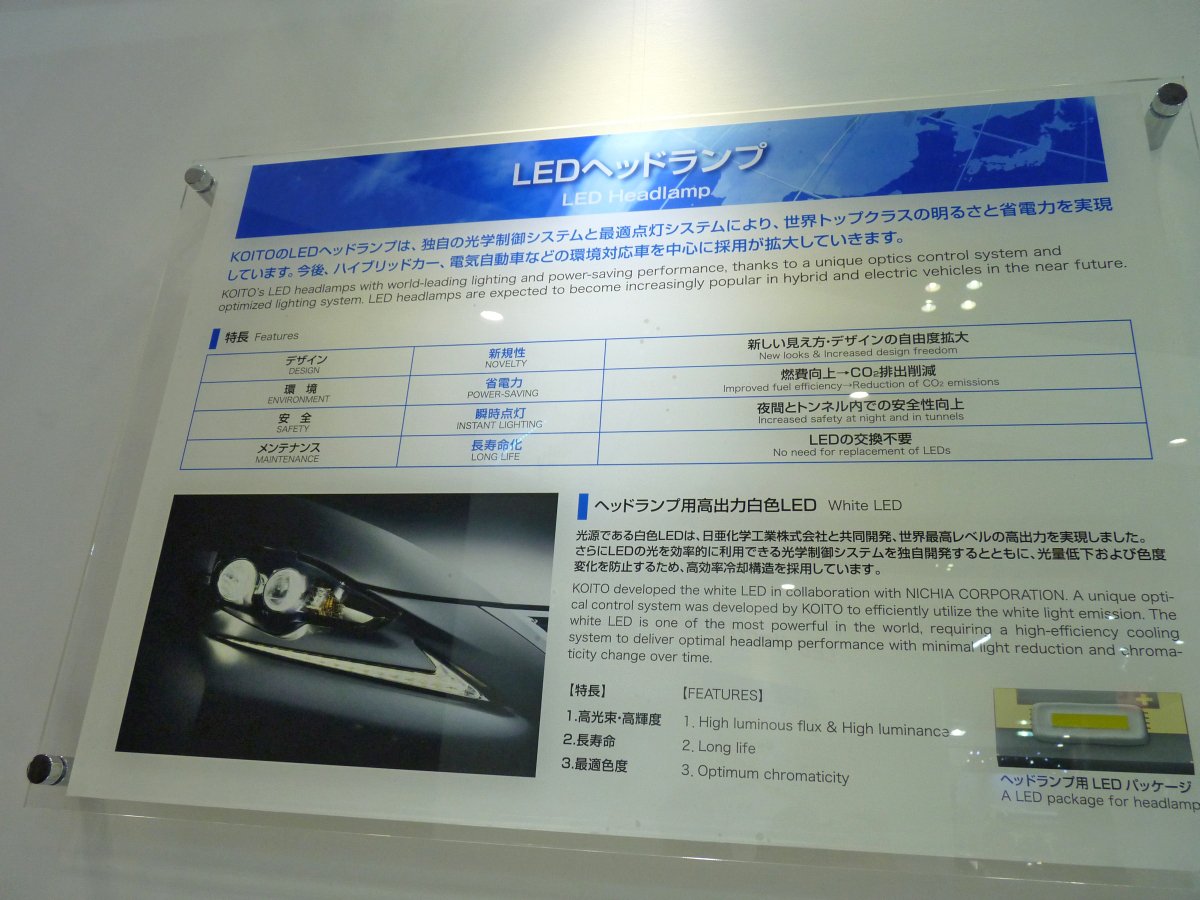 LEDヘッドランプ
LED Headlamp
KOITOのLEDヘッドランプは、独自の光学制御システムと最適点灯システムにより、世界トップクラスの明るさと省電力を実現
しています。今後、ハイブリッドカー、電気自動車などの環境対応車を中心に採用が拡大していきます。
KOITO's LED headlamps with world-leading lighting and power-saving performance, thanks to a unique optics control system and
optimized lighting system. LED headlamps are expected to become increasingly popular in hybrid and electric vehicles in the near future.
特長 Features
デザイン 新規性 新しい見え方・デザインの自由度拡大
DESIGN NOVELTY New looks & Increased design freedom
環 境 省電力 燃費向上→CO₂排出削減
ENVIRONMENT POWER-SAVING Improved fuel efficiency→Reduction of CO₂ emissions
安 全 瞬時点灯 夜間とトンネル内での安全性向上
SAFETY INSTANT LIGHTING Increased safety at night and in tunnels
メンテナンス 長寿命化 LEDの交換不要
MAINTENANCE LONG LIFE No need for replacement of LEDs
ヘッドランプ用高出力白色LED White LED
光源である白色LEDは、日亜化学工業株式会社と共同開発、世界最高レベルの高出力を実現しました。
さらにLEDの光を効率的に利用できる光学制御システムを独自開発するとともに、光量低下および色度
変化を防止するため、高効率冷却構造を採用しています。
KOITO developed the white LED in collaboration with NICHIA CORPORATION. A unique opti-
cal control system was developed by KOITO to efficiently utilize the white light emission. The
white LED is one of the most powerful in the world, requiring a high-efficiency cooling
system to deliver optimal headlamp performance with minimal light reduction and chroma-
ticity change over time.
【特長】 【FEATURES】
1.高光束・高輝度 1. High luminous flux & High luminance
2.長寿命 2. Long life
3.最適色度 3. Optimum chromaticity
ヘッドランプ用 LED パッケージ
A LED package for headlamp